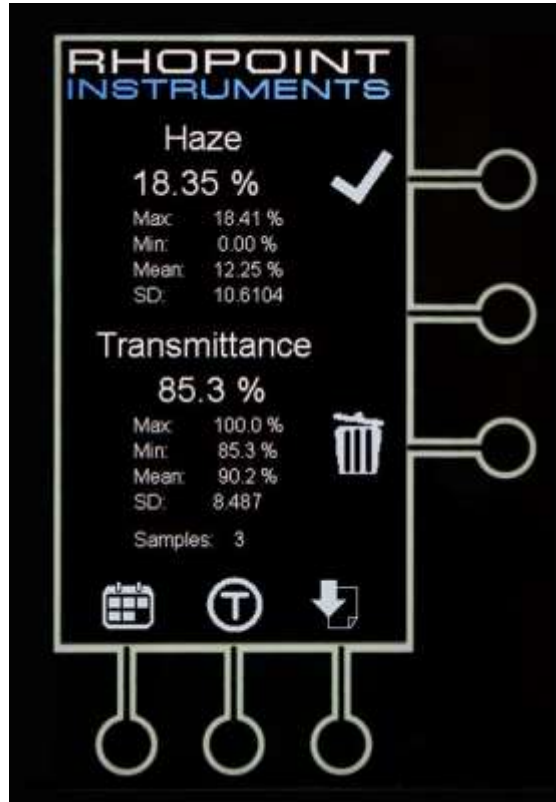 RHOPOINT
INSTRUMENTS
Haze
18.35 %
Max: 18.41 %
Min: 0.00 %
Mean: 12.25 %
SD: 10.6104
Transmittance
85.3 %
Max: 100.0 %
Min: 85.3 %
Mean: 90.2 %
SD: 8.487
Samples: 3
T